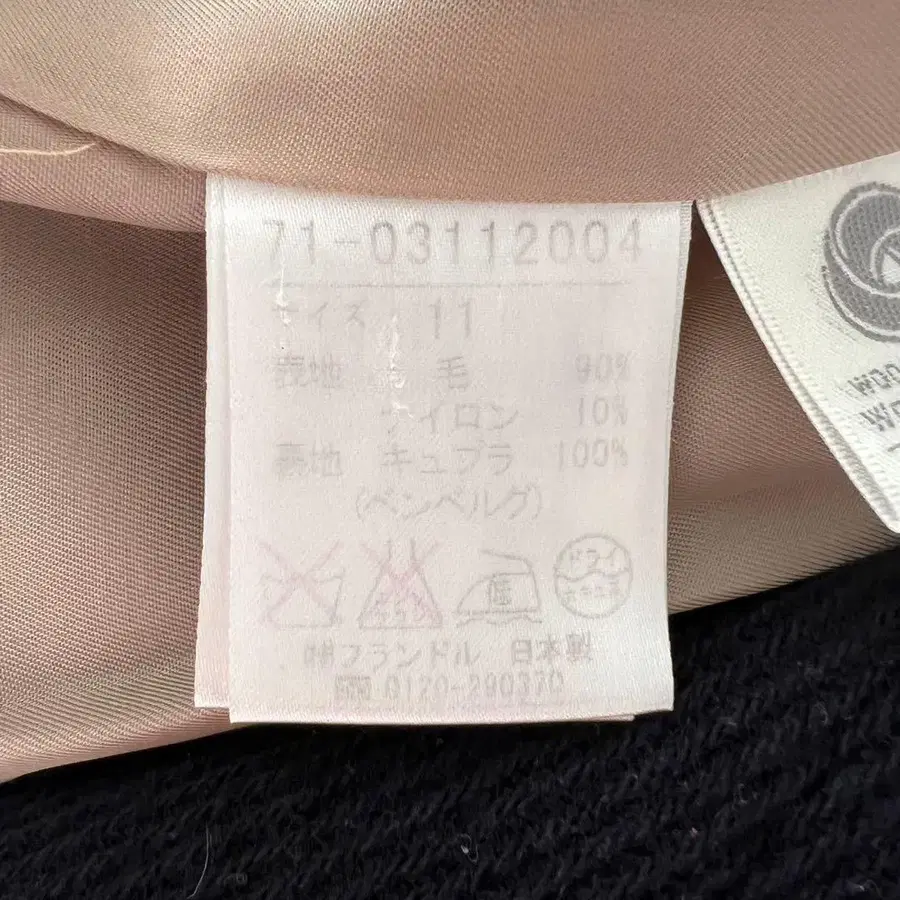 71-03112004
サイズ 11
表地 毛 90%
ナイロン 10%
裏地 キュプラ 100%
(ベンベルグ)
ドライ
㈱フランドル 日本製
0120-290370
WOO